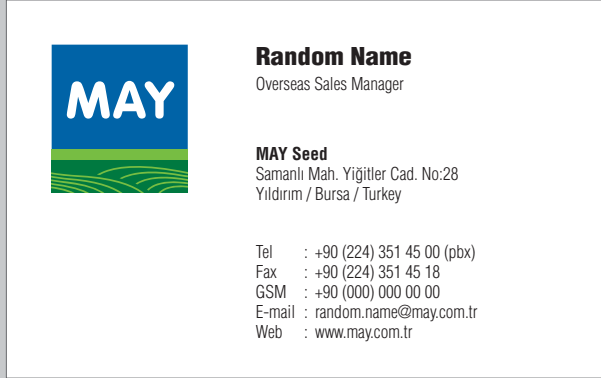 MAY
Random Name
Overseas Sales Manager
MAY Seed
Samanlı Mah. Yiğitler Cad. No:28
Yıldırım / Bursa / Turkey
Tel : +90 (224) 351 45 00 (pbx)
Fax : +90 (224) 351 45 18
GSM : +90 (000) 000 00 00
E-mail : random.name@may.com.tr
Web : www.may.com.tr